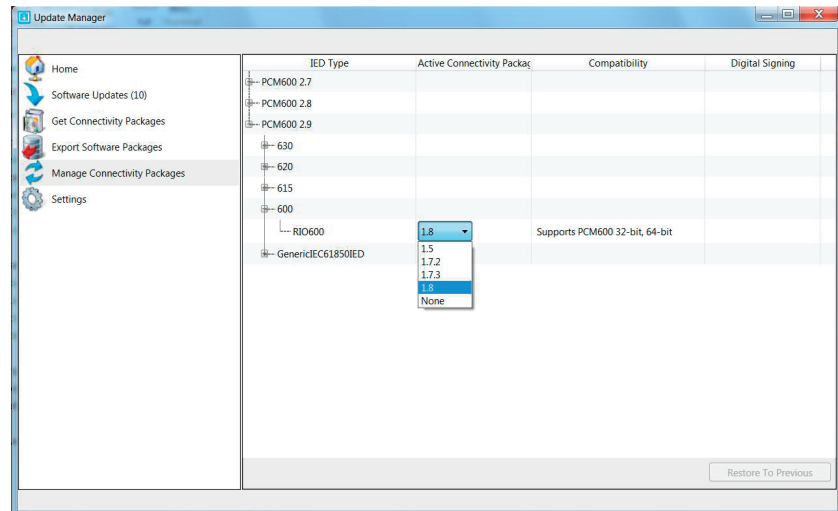 Update Manager
Home
Software Updates (10)
Get Connectivity Packages
Export Software Packages
Manage Connectivity Packages
Settings
IED Type Active Connectivity Packag Compatibility Digital Signing
PCM600 2.7
PCM600 2.8
PCM600 2.9
630
620
615
600
RIO600 1.8 Supports PCM600 32-bit, 64-bit
GenericIEC61850IED
1.5
1.7.2
1.7.3
1.8
None
Restore To Previous